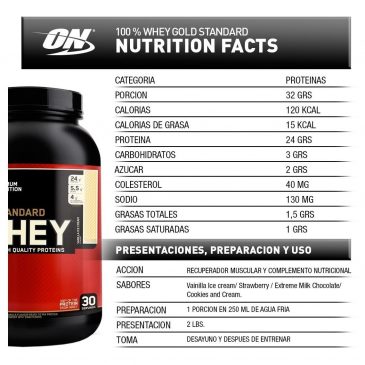 ON
100 % WHEY GOLD STANDARD
NUTRITION FACTS
CATEGORIA PROTEINAS
PORCION 32 GRS
CALORIAS 120 KCAL
CALORIAS DE GRASA 15 KCAL
PROTEINA 24 GRS
CARBOHIDRATOS 3 GRS
AZUCAR 2 GRS
COLESTEROL 40 MG
SODIO 130 MG
GRASAS TOTALES 1,5 GRS
GRASAS SATURADAS 1 GRS
PRESENTACIONES, PREPARACION Y USO
ACCION RECUPERADOR MUSCULAR Y COMPLEMENTO NUTRICIONAL
SABORES Vainilla Ice cream/ Strawberry / Extreme Milk Chocolate/
Cookies and Cream.
PREPARACION 1 PORCION EN 250 ML DE AGUA FRIA
PRESENTACION 2 LBS.
TOMA DESAYUNO Y DESPUES DE ENTRENAR
24
5.5
4
STANDARD
HEY
QUALITY PROTEINS
30